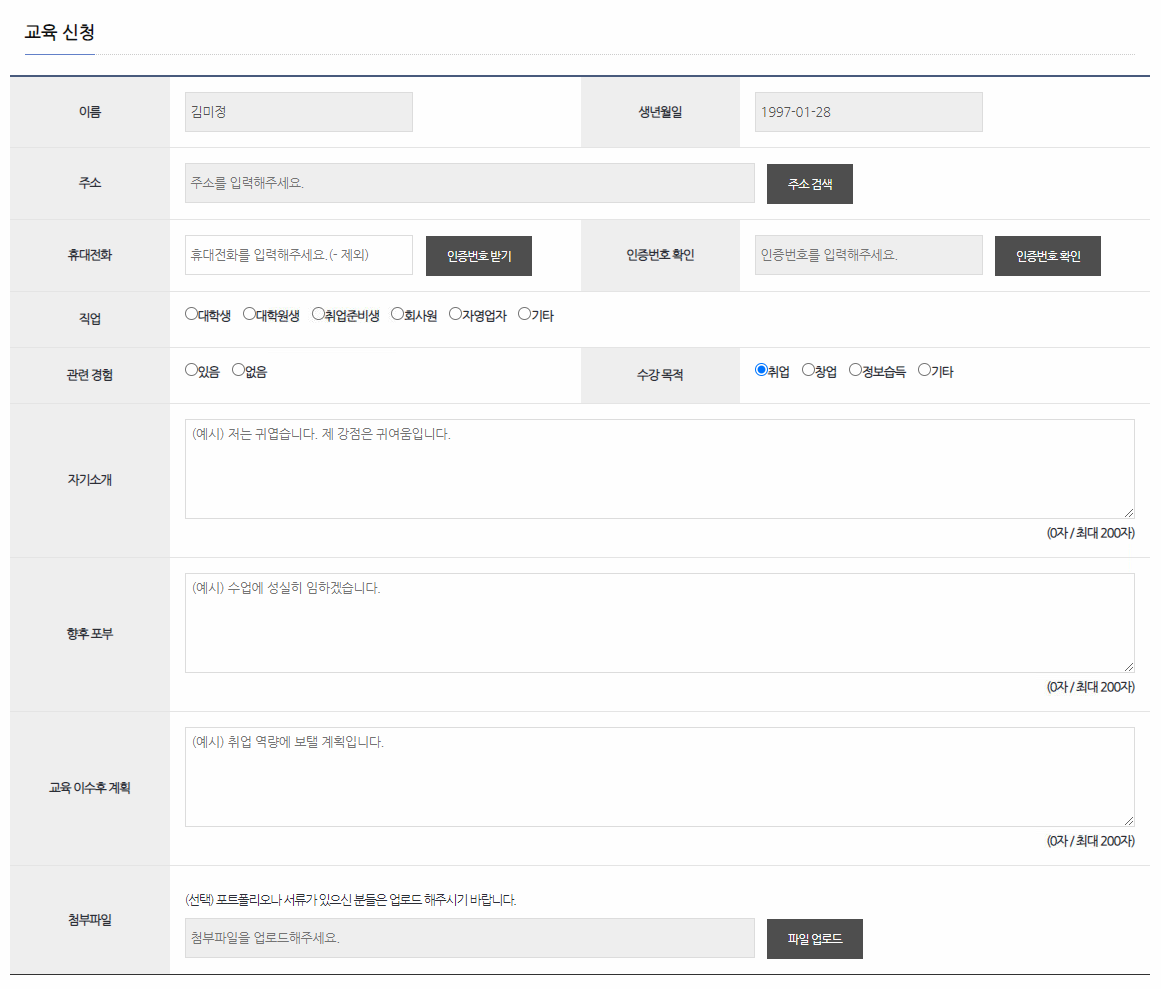 교육 신청
이름 김미정 생년월일 1997-01-28
주소 주소를 입력해주세요. 주소 검색
휴대전화 휴대전화를 입력해주세요.(- 제외) 인증번호 받기 인증번호 확인 인증번호를 입력해주세요. 인증번호 확인
직업 대학생 대학원생 취업준비생 회사원 자영업자 기타
관련 경험 있음 없음 수강 목적 취업 창업 정보습득 기타
자기소개 (예시) 저는 귀엽습니다. 제 강점은 귀여움입니다.
(0자 / 최대 200자)
향후 포부 (예시) 수업에 성실히 임하겠습니다.
(0자 / 최대 200자)
교육 이수후 계획 (예시) 취업 역량에 보탤 계획입니다.
(0자 / 최대 200자)
첨부파일 (선택) 포트폴리오나 서류가 있으신 분들은 업로드 해주시기 바랍니다.
첨부파일을 업로드해주세요. 파일 업로드